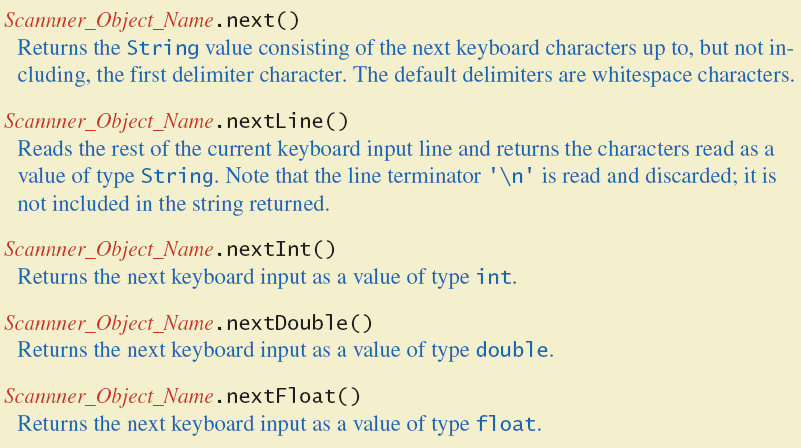 Scannner_Object_Name.next()
Returns the String value consisting of the next keyboard characters up to, but not in-
cluding, the first delimiter character. The default delimiters are whitespace characters.
Scannner_Object_Name.nextLine()
Reads the rest of the current keyboard input line and returns the characters read as a
value of type String. Note that the line terminator '\n' is read and discarded; it is
not included in the string returned.
Scannner_Object_Name.nextInt()
Returns the next keyboard input as a value of type int.
Scannner_Object_Name.nextDouble()
Returns the next keyboard input as a value of type double.
Scannner_Object_Name.nextFloat()
Returns the next keyboard input as a value of type float.